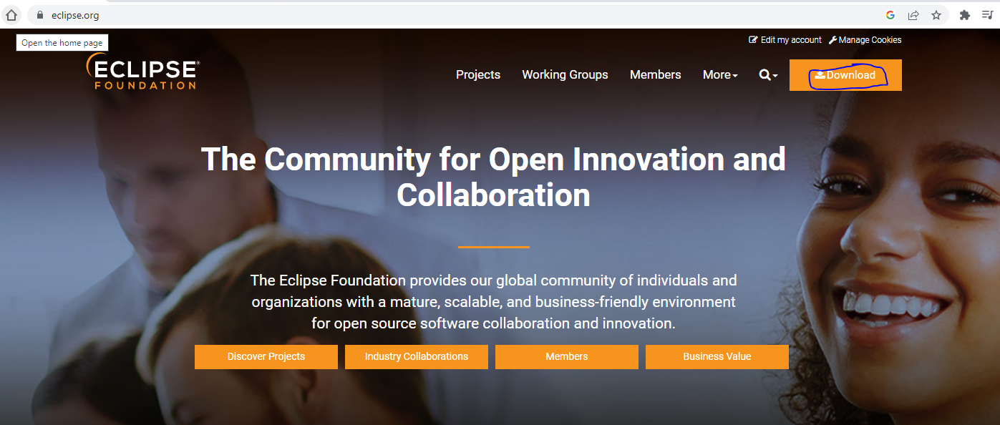 eclipse.org
Open the home page
Edit my account Manage Cookies
ECLIPSE®
FOUNDATION
Projects Working Groups Members More Download
The Community for Open Innovation and
Collaboration
The Eclipse Foundation provides our global community of individuals and
organizations with a mature, scalable, and business-friendly environment
for open source software collaboration and innovation.
Discover Projects Industry Collaborations Members Business Value